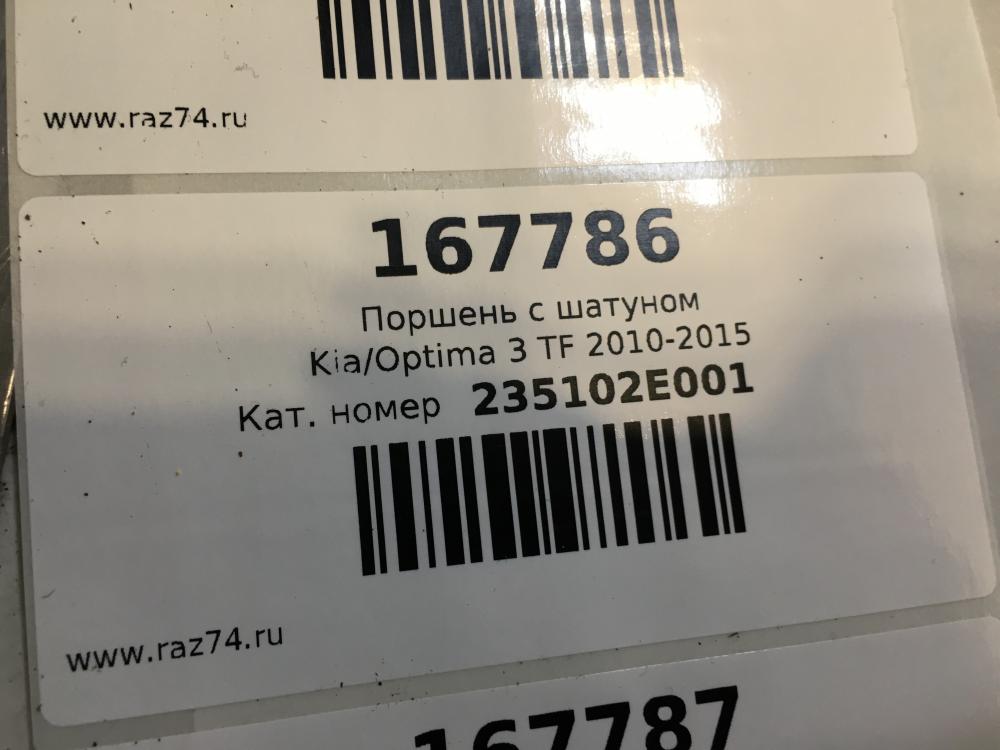 www.raz74.ru
167786
Поршень с шатуном
Kia/Optima 3 TF 2010-2015
Кат. номер 235102E001
www.raz74.ru
167787